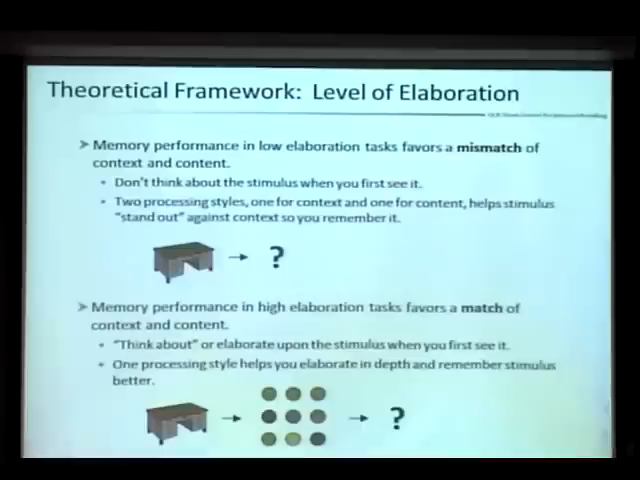 Theoretical Framework: Level of Elaboration
➢ Memory performance in low elaboration tasks favors a mismatch of
context and content.
• Don't think about the stimulus when you first see it.
• Two processing styles, one for context and one for content, helps stimulus
"stand out" against context so you remember it.
?
➢ Memory performance in high elaboration tasks favors a match of
context and content.
• "Think about" or elaborate upon the stimulus when you first see it.
• One processing style helps you elaborate in depth and remember stimulus
better.
?